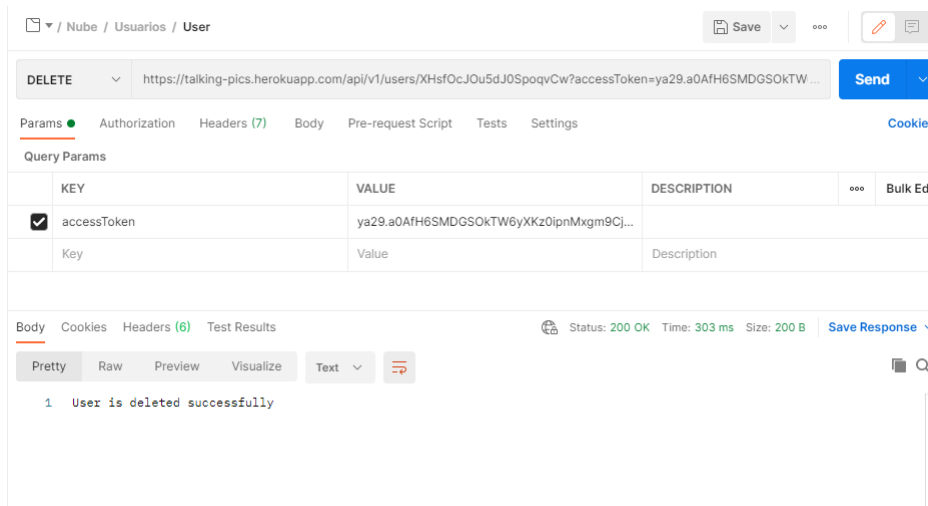 / Nube / Usuarios / User Save ooo
DELETE https://talking-pics.herokuapp.com/api/v1/users/XHsfOcJOu5dJ0SpoqvCw?accessToken=ya29.a0AfH6SMDGSOkTW ... Send
Params Authorization Headers (7) Body Pre-request Script Tests Settings Cookie
Query Params
KEY VALUE DESCRIPTION ooo Bulk Ed
accessToken ya29.a0AfH6SMDGSOkTW6yXKz0ipnMxgm9Cj...
Key Value Description
Body Cookies Headers (6) Test Results Status: 200 OK Time: 303 ms Size: 200 B Save Response
Pretty Raw Preview Visualize Text
1 User is deleted successfully